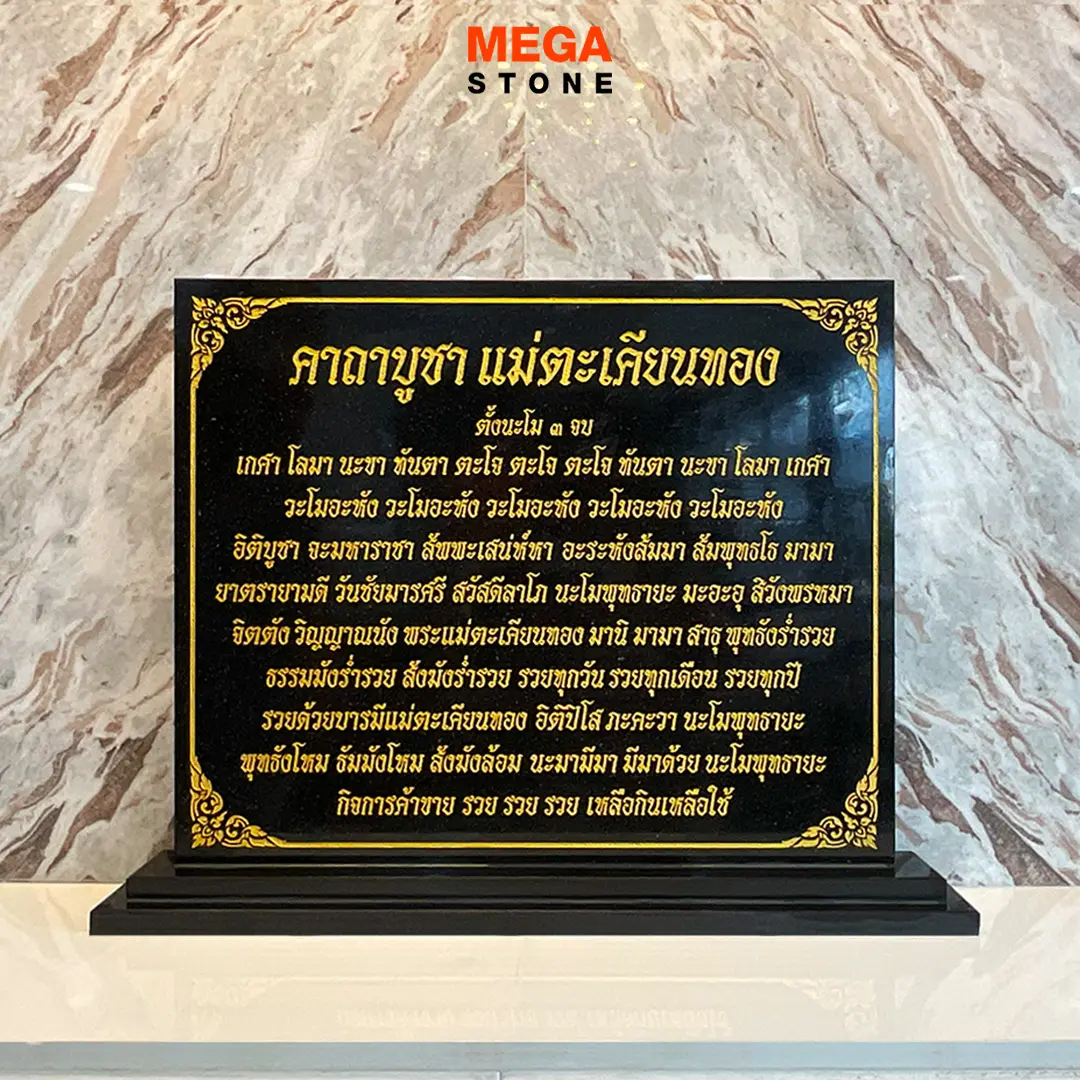 MEGA
STONE
คาถาบูชา แม่ตะเคียนทอง
ตั้งนะโม ๓ จบ
เกศา โลมา นะขา ทันตา ตะโจ ตะโจ ตะโจ ทันตา นะขา โลมา เกศา
วะโมอะหัง วะโมอะหัง วะโมอะหัง วะโมอะหัง วะโมอะหัง
อิติบูชา จะมหาราชา สัพพะเสน่ห์หา อะระหังสัมมา สัมพุทธโธ มามา
ยาตรายามดี วันชัยมารศรี สวัสดีลาโภ นะโมพุทธายะ มะอะอุ สิวังพรหมา
จิตตัง วิญญาณนัง พระแม่ตะเคียนทอง มานิ มามา สาธุ พุทธังร่ำรวย
ธรรมมังร่ำรวย สังมังร่ำรวย รวยทุกวัน รวยทุกเดือน รวยทุกปี
รวยด้วยบารมีแม่ตะเคียนทอง อิติปิโส ภะคะวา นะโมพุทธายะ
พุทธังโหม ธัมมังโหม สังมังล้อม นะมามีมา มีมาด้วย นะโมพุทธายะ
กิจการค้าขาย รวย รวย รวย เหลือกินเหลือใช้